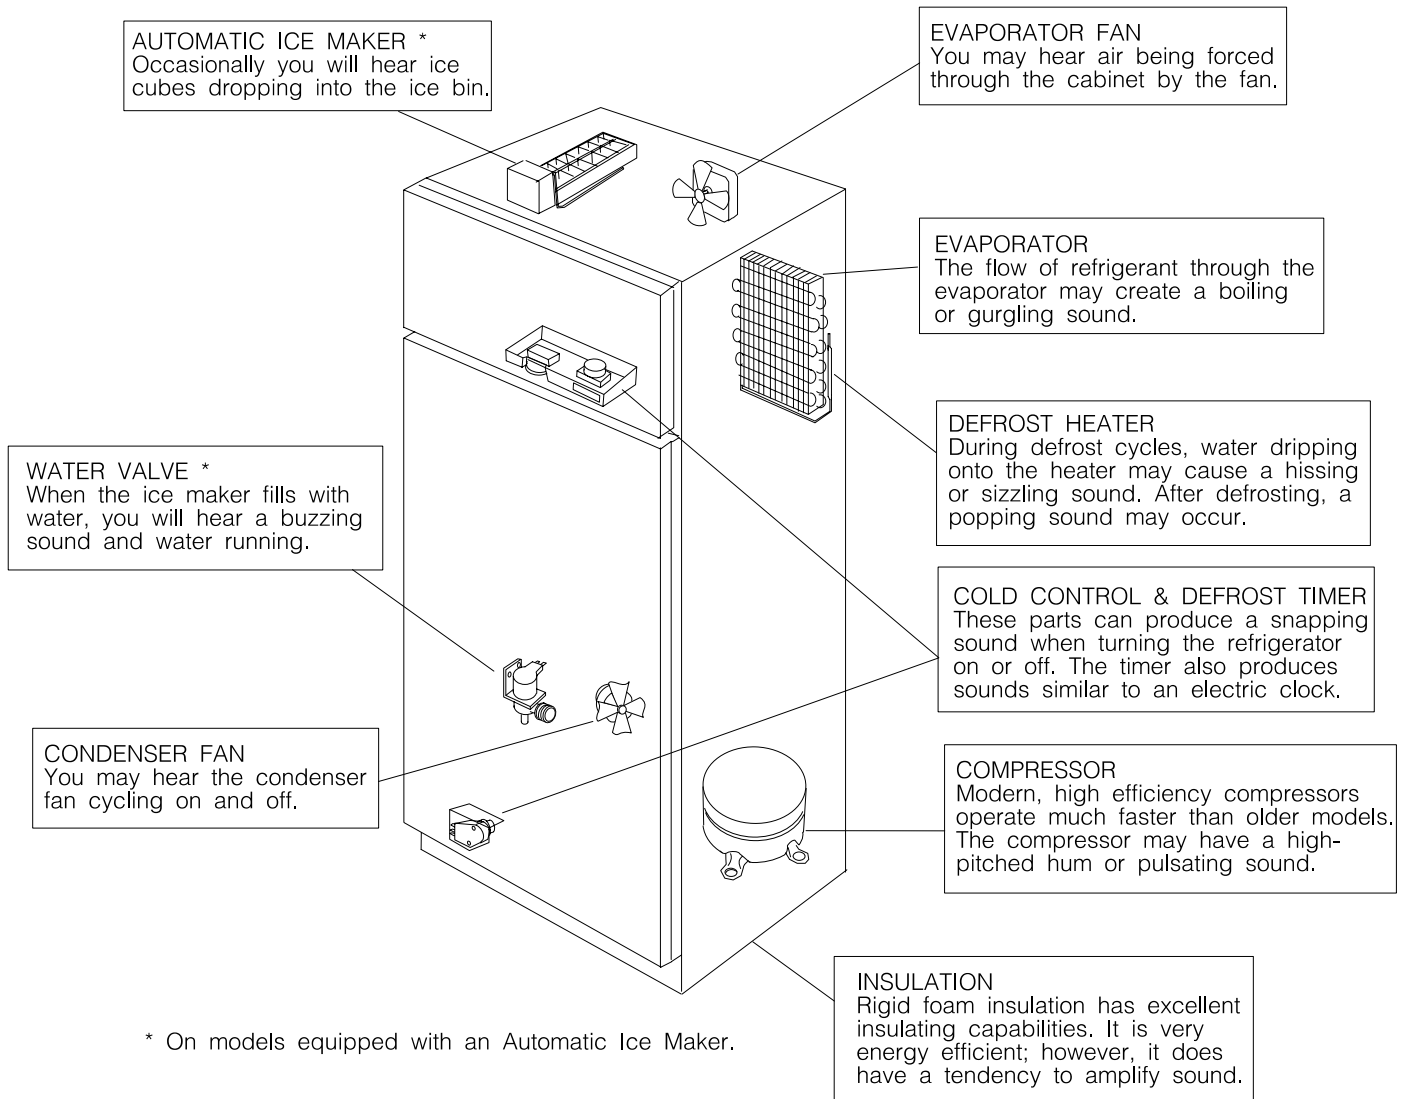 AUTOMATIC ICE MAKER *
Occasionally you will hear ice
cubes dropping into the ice bin.
EVAPORATOR FAN
You may hear air being forced
through the cabinet by the fan.
EVAPORATOR
The flow of refrigerant through the
evaporator may create a boiling
or gurgling sound.
DEFROST HEATER
During defrost cycles, water dripping
onto the heater may cause a hissing
or sizzling sound. After defrosting, a
popping sound may occur.
WATER VALVE *
When the ice maker fills with
water, you will hear a buzzing
sound and water running.
COLD CONTROL & DEFROST TIMER
These parts can produce a snapping
sound when turning the refrigerator
on or off. The timer also produces
sounds similar to an electric clock.
CONDENSER FAN
You may hear the condenser
fan cycling on and off.
COMPRESSOR
Modern, high efficiency compressors
operate much faster than older models.
The compressor may have a high-
pitched hum or pulsating sound.
INSULATION
Rigid foam insulation has excellent
insulating capabilities. It is very
energy efficient; however, it does
have a tendency to amplify sound.
* On models equipped with an Automatic Ice Maker.